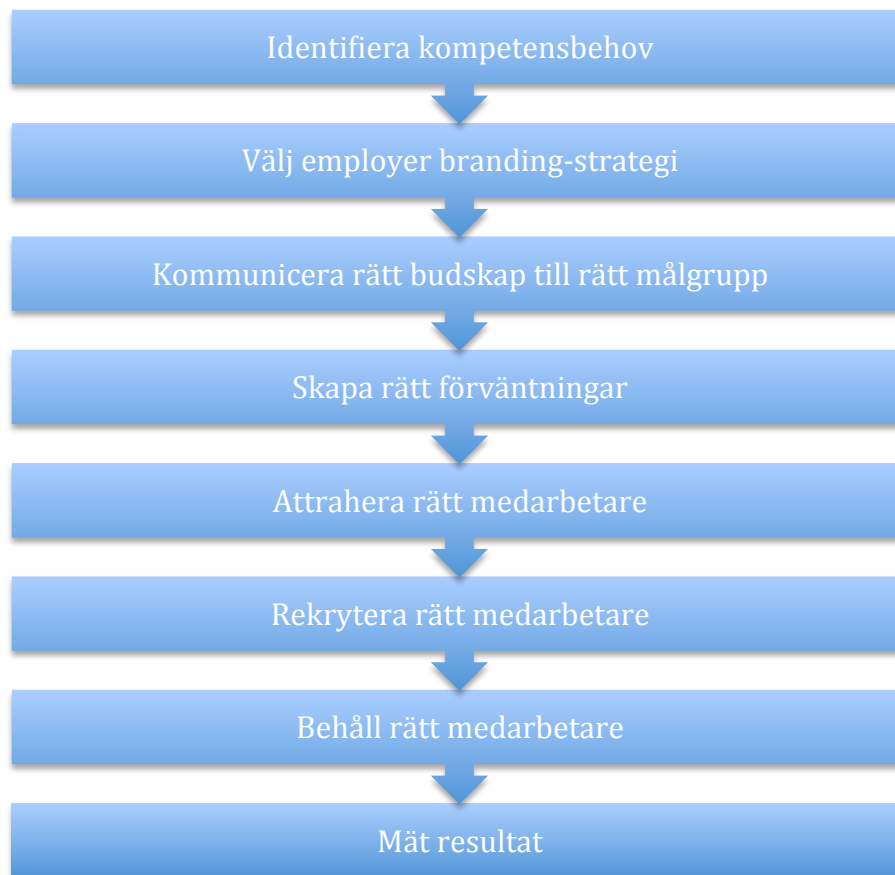 Identifiera kompetensbehov
Välj employer branding-strategi
Kommunicera rätt budskap till rätt målgrupp
Skapa rätt förväntningar
Attrahera rätt medarbetare
Rekrytera rätt medarbetare
Behåll rätt medarbetare
Mät resultat